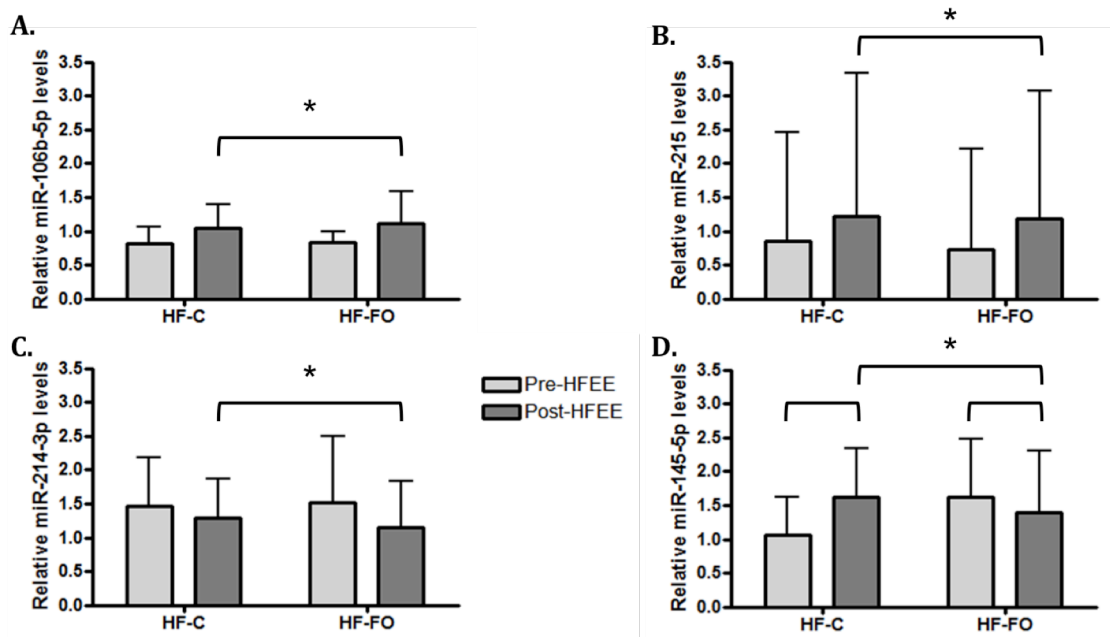 A.
Relative miR-106b-5p levels
3.5
3.0
2.5
2.0
1.5
1.0
0.5
0.0
*
HF-C HF-FO
B.
Relative miR-215 levels
3.5
3.0
2.5
2.0
1.5
1.0
0.5
0.0
*
HF-C HF-FO
C.
Relative miR-214-3p levels
3.5
3.0
2.5
2.0
1.5
1.0
0.5
0.0
*
HF-C HF-FO
Pre-HFEE
Post-HFEE
D.
Relative miR-145-5p levels
3.5
3.0
2.5
2.0
1.5
1.0
0.5
0.0
*
HF-C HF-FO